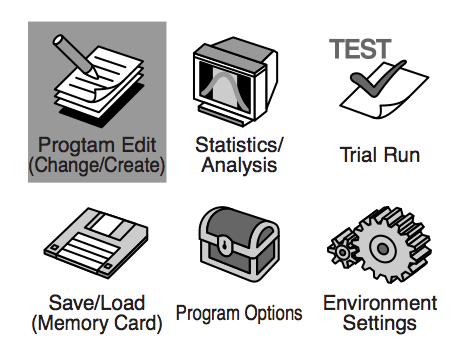 TEST
Progtam Edit
(Change/Create)
Statistics/
Analysis
Trial Run
Save/Load
(Memory Card)
Program Options
Environment
Settings